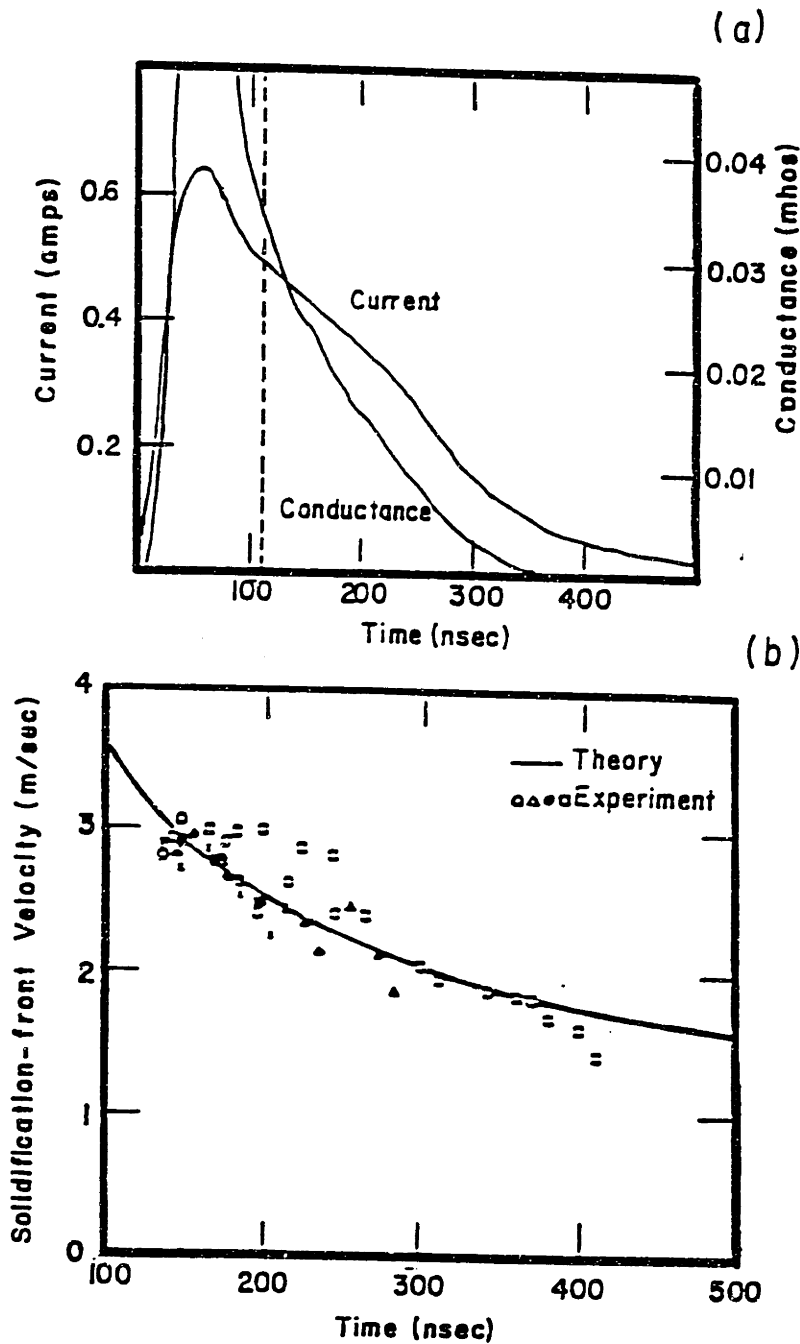 (a)
Current (amps)
0.6
0.4
0.2
Current
Conductance
0.04
0.03
0.02
0.01
Conductance (mhos)
100 200 300 400
Time (nsec)
(b)
Solidification-front Velocity (m/sec)
4
3
2
1
0
Theory
Experiment
100 200 300 400 500
Time (nsec)